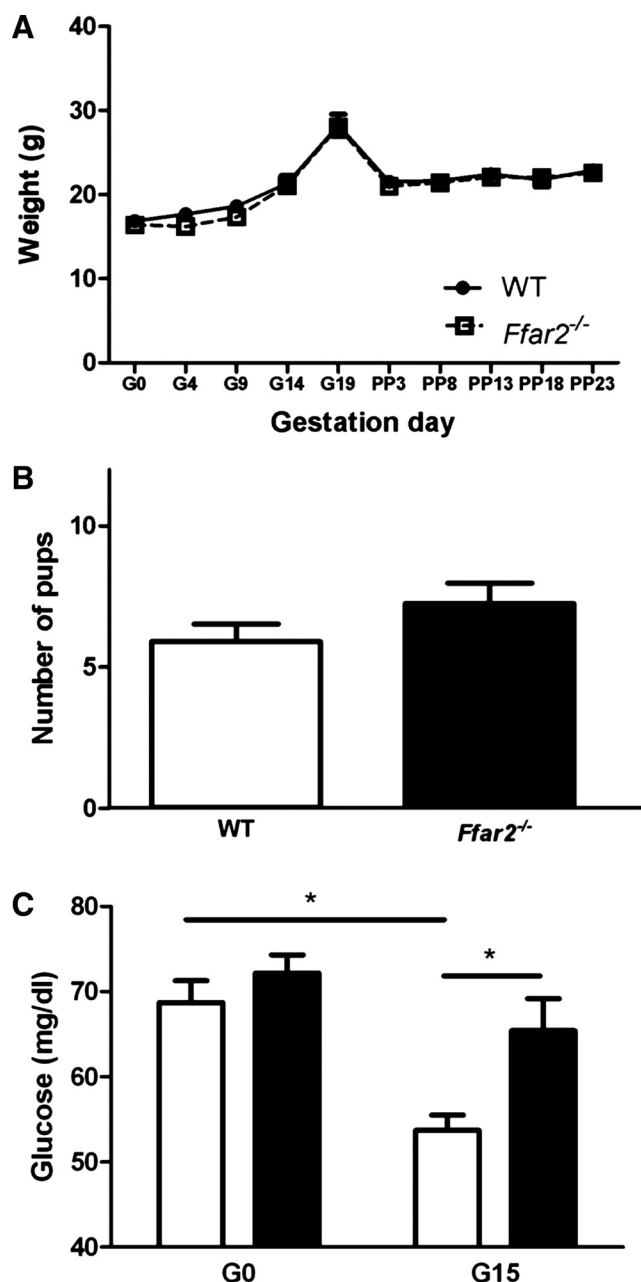 A
Weight (g)
40
30
20
10
0
WT
Ffar2-/-
G0 G4 G9 G14 G19 PP3 PP8 PP13 PP18 PP23
Gestation day
B
Number of pups
10
5
0
WT Ffar2-/-
C
Glucose (mg/dl)
80
70
60
50
40
*
*
G0 G15